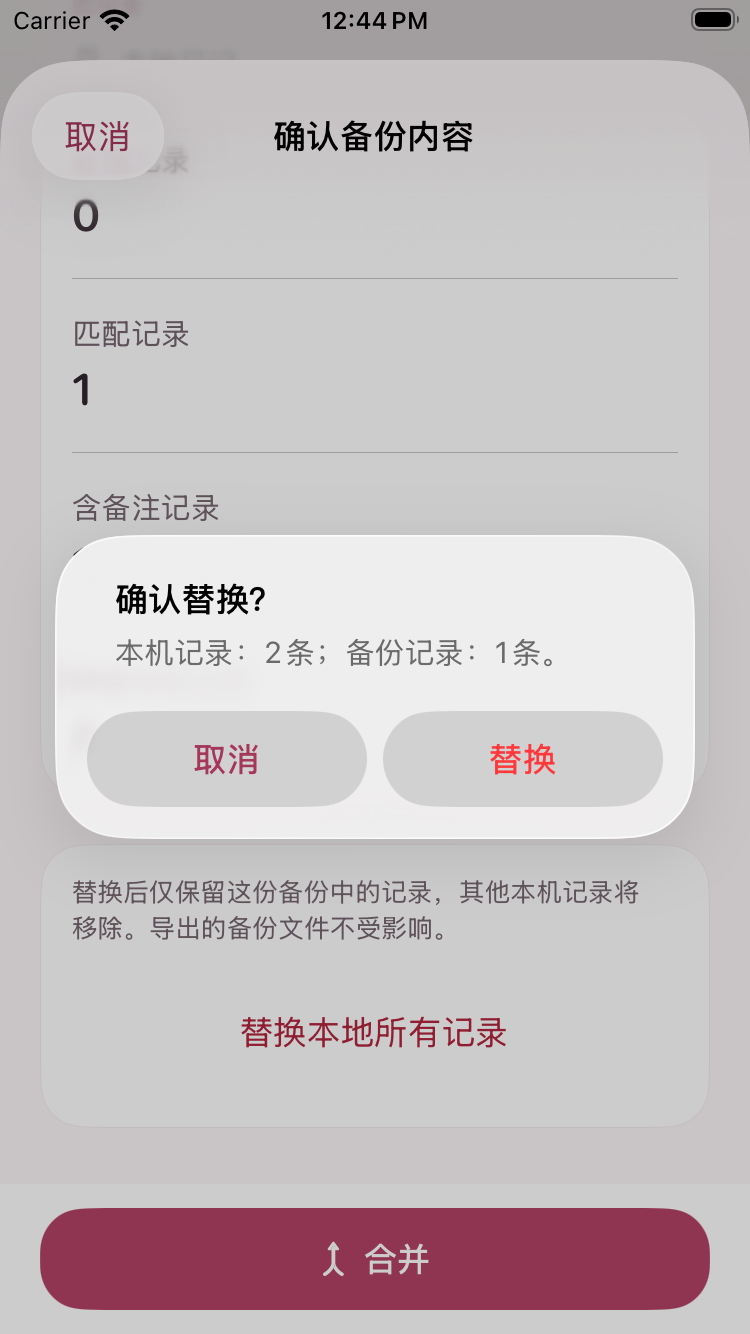 Carrier
12:44 PM
取消
确认备份内容
记录
0
匹配记录
1
含备注记录
确认替换?
本机记录：2条；备份记录：1条。
取消
替换
替换后仅保留这份备份中的记录，其他本机记录将
移除。导出的备份文件不受影响。
替换本地所有记录
合并